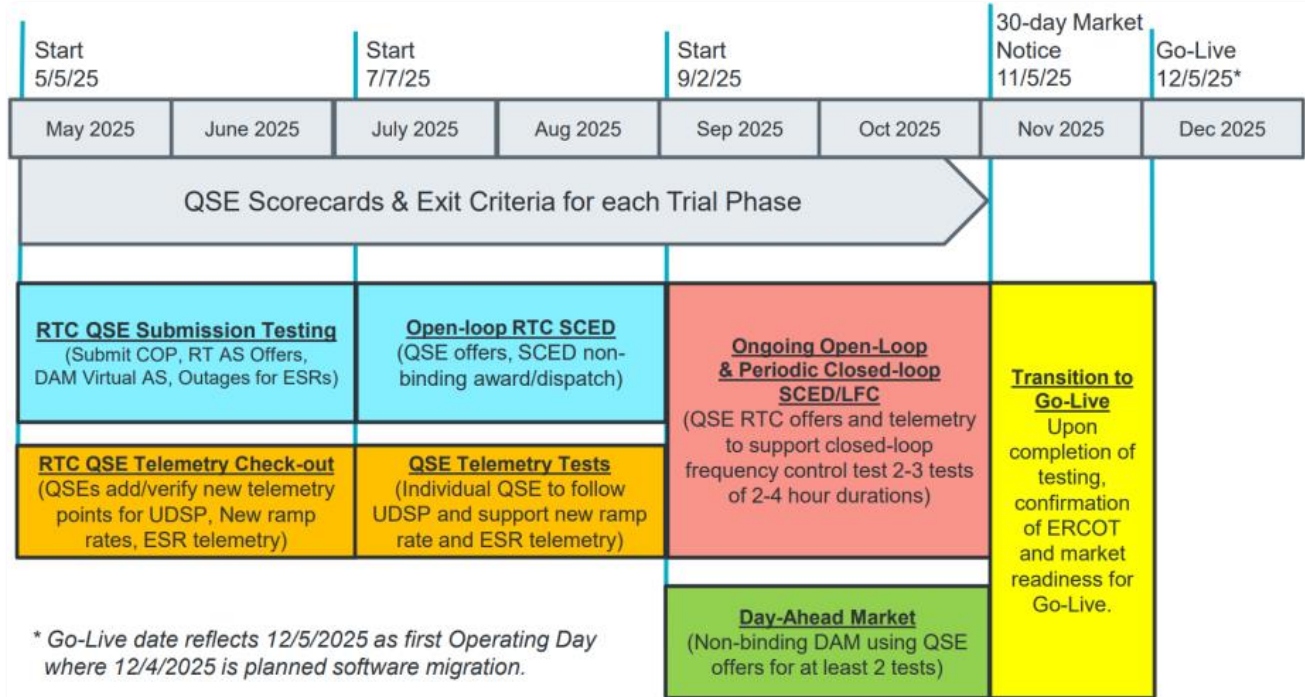 Start
5/5/25
Start
7/7/25
Start
9/2/25
30-day Market
Notice
11/5/25
Go-Live
12/5/25*
May 2025
June 2025
July 2025
Aug 2025
Sep 2025
Oct 2025
Nov 2025
Dec 2025
QSE Scorecards & Exit Criteria for each Trial Phase
RTC QSE Submission Testing
(Submit COP, RT AS Offers,
DAM Virtual AS, Outages for ESRs)
Open-loop RTC SCED
(QSE offers, SCED non-
binding award/dispatch)
RTC QSE Telemetry Check-out
(QSEs add/verify new telemetry
points for UDSP, New ramp
rates, ESR telemetry)
QSE Telemetry Tests
(Individual QSE to follow
UDSP and support new ramp
rate and ESR telemetry)
Ongoing Open-Loop
& Periodic Closed-loop
SCED/LFC
(QSE RTC offers and telemetry
to support closed-loop
frequency control test 2-3 tests
of 2-4 hour durations)
Day-Ahead Market
(Non-binding DAM using QSE
offers for at least 2 tests)
Transition to
Go-Live
Upon
completion of
testing,
confirmation
of ERCOT
and market
readiness for
Go-Live.
* Go-Live date reflects 12/5/2025 as first Operating Day
where 12/4/2025 is planned software migration.